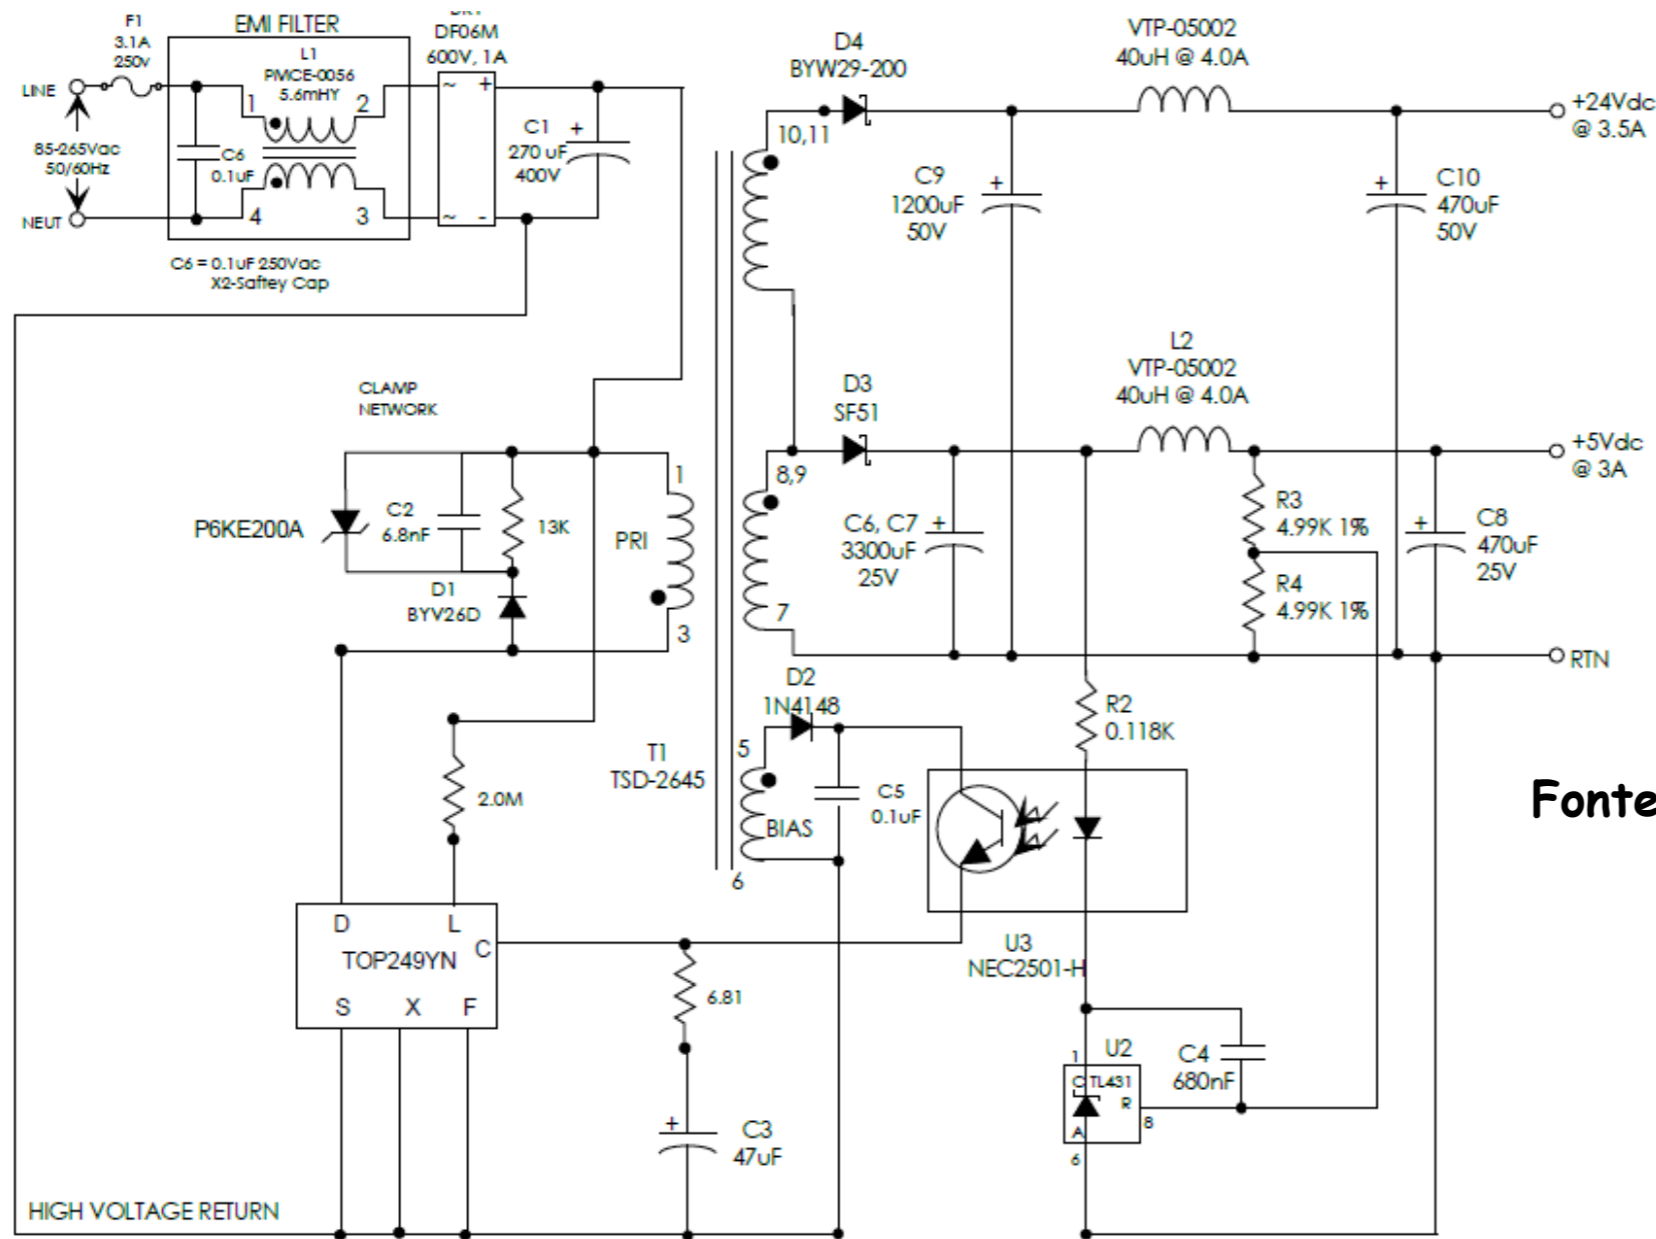 F1
3.1A
250v
EMI FILTER
L1
PMCE-0056
5.6mHY
DF06M
600V, 1A
LINE
85-265Vac
50/60Hz
NEUT
1
2
4
3
C6
0.1uF
~ +
~ -
C1
270 uF
400V
+
C6 = 0.1uF 250Vac
X2-Saftey Cap
D4
BYW29-200
10,11
VTP-05002
40uH @ 4.0A
+24Vdc
@ 3.5A
C9
1200uF
50V
+
C10
470uF
50V
+
L2
VTP-05002
40uH @ 4.0A
D3
SF51
8,9
+5Vdc
@ 3A
CLAMP
NETWORK
P6KE200A
C2
6.8nF
13K
D1
BYV26D
1
PRI
3
C6, C7
3300uF
25V
+
R3
4.99K 1%
R4
4.99K 1%
C8
470uF
25V
+
7
RTN
D2
1N4148
R2
0.118K
T1
TSD-2645
5
BIAS
6
C5
0.1uF
2.0M
Fonte
D
L
C
TOP249YN
S
X
F
U3
NEC2501-H
6.81
C3
47uF
+
1
U2
C TL431
R
A
8
6
C4
680nF
HIGH VOLTAGE RETURN